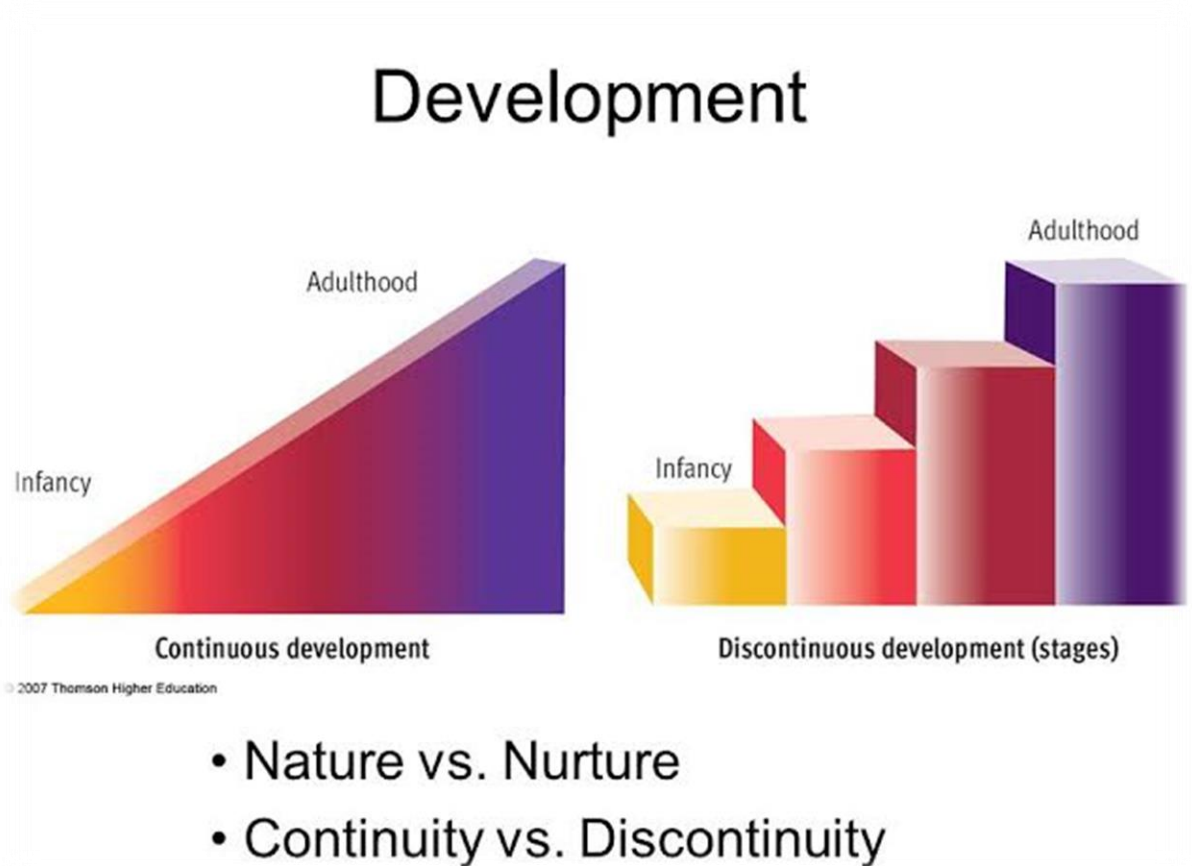 Development
Adulthood
Adulthood
Infancy
Infancy
Continuous development
Discontinuous development (stages)
© 2007 Thomson Higher Education
• Nature vs. Nurture
• Continuity vs. Discontinuity